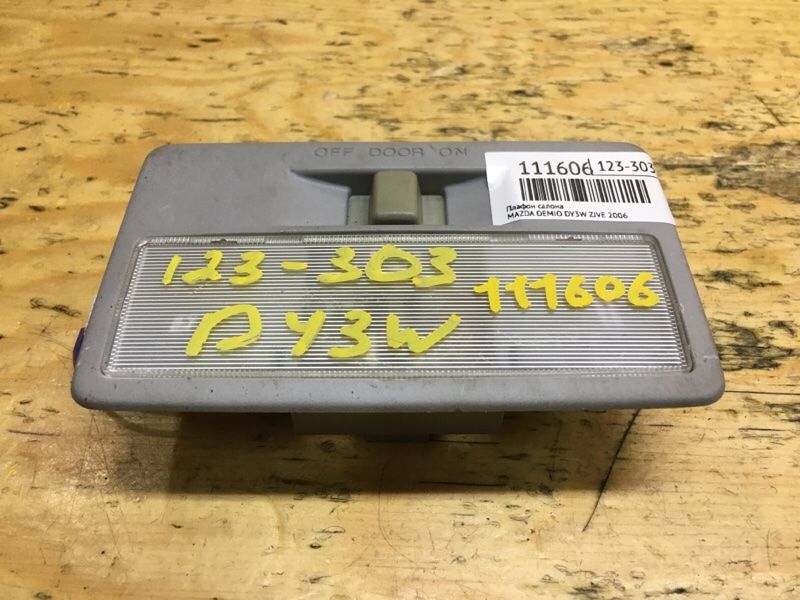 OFF DOOR ON
111606 123-303
Плафон салона
MAZDA DEMIO DY3W ZJVE 2006
123-303
111606
DY3W